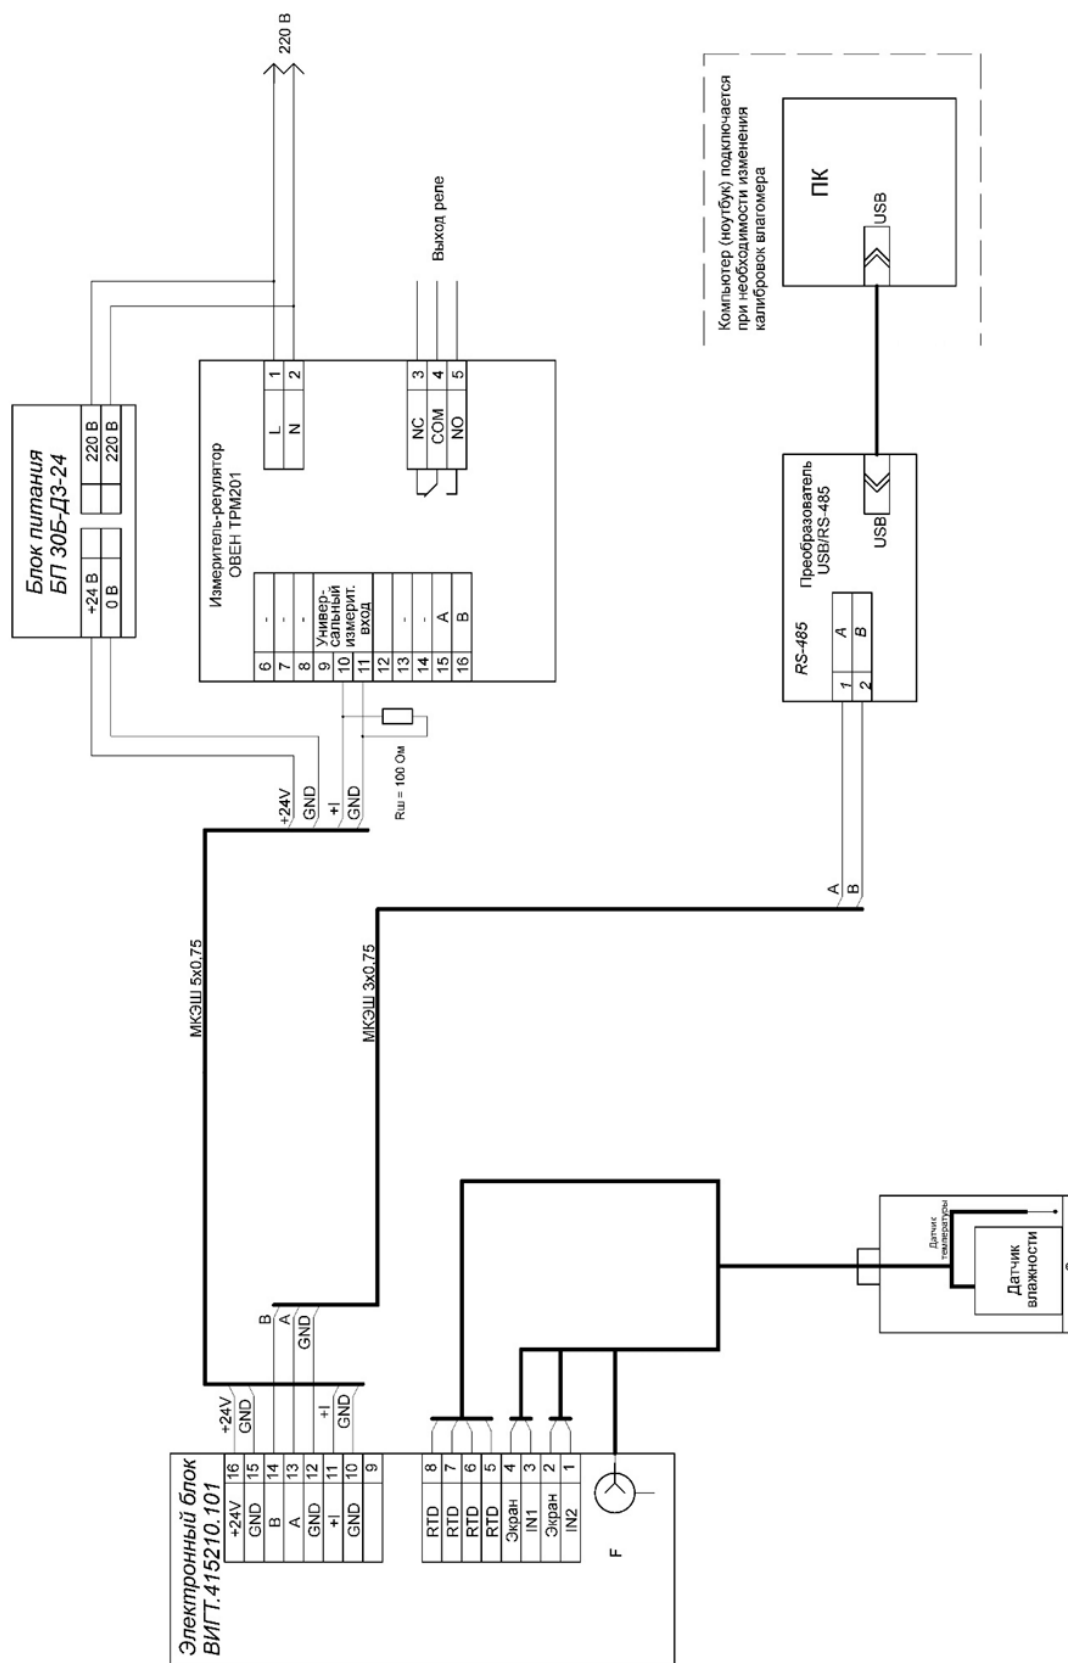 Электронный блок
ВИГТ.415210.101
+24V 16
GND 15
B 14
A 13
GND 12
+I 11
GND 10
9
RTD 8
RTD 7
RTD 6
RTD 5
Экран 4
IN1 3
Экран 2
IN2 1
F
+24V
GND
+I
GND
B
A
GND
МКЭШ 5х0,75
МКЭШ 3х0,75
Датчик
температуры
Датчик
влажности
+24V
GND
+I
GND
Rш = 100 Ом
A
B
Блок питания
БП 30Б-Д3-24
+24 В
0 В
220 В
220 В
220 В
Измеритель-регулятор
ОВЕН ТРМ201
6 -
7 -
8 -
9
10
11
12
13 -
14 -
15 A
16 B
Универ-
сальный
измерит.
вход
L 1
N 2
NC 3
COM 4
NO 5
Выход реле
Преобразователь
USB/RS-485
RS-485
1 A
2 B
USB
Компьютер (ноутбук) подключается
при необходимости изменения
калибровок влагомера
ПК
USB